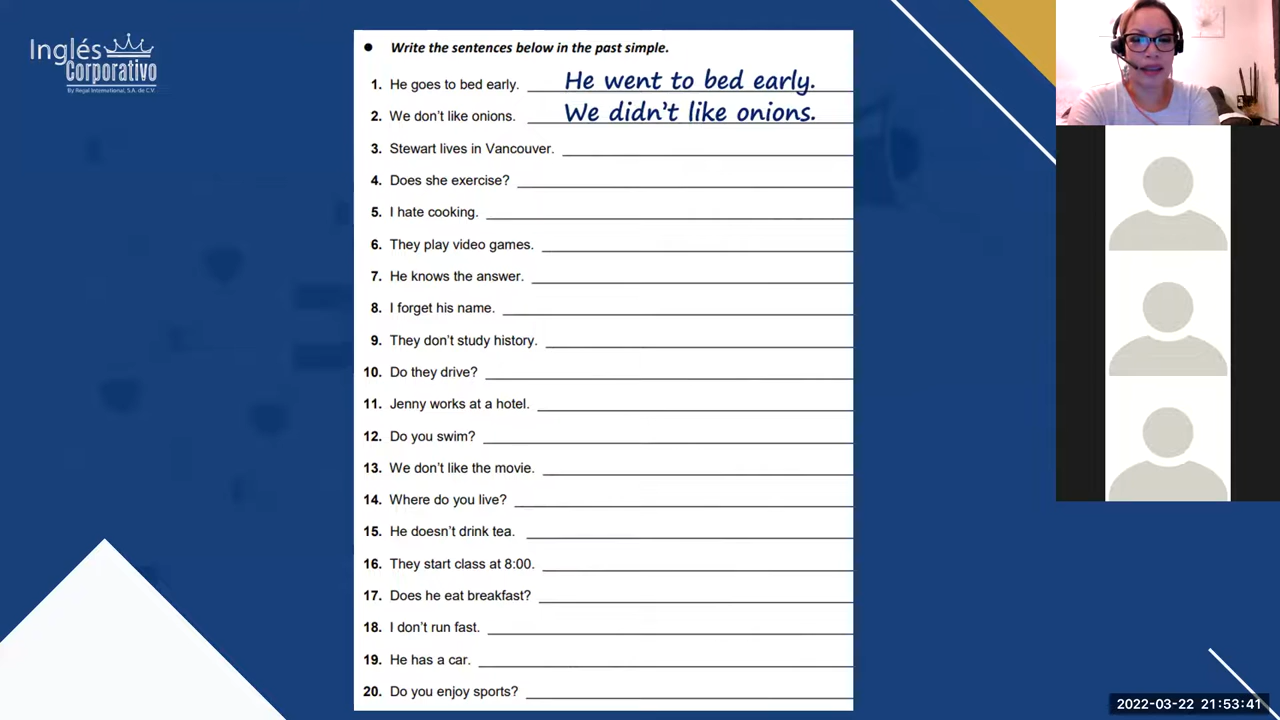 Inglés
Corporativo
By Regal International, S.A. de C.V.
● Write the sentences below in the past simple.
1. He goes to bed early. He went to bed early.
2. We don't like onions. We didn't like onions.
3. Stewart lives in Vancouver.
4. Does she exercise?
5. I hate cooking.
6. They play video games.
7. He knows the answer.
8. I forget his name.
9. They don't study history.
10. Do they drive?
11. Jenny works at a hotel.
12. Do you swim?
13. We don't like the movie.
14. Where do you live?
15. He doesn't drink tea.
16. They start class at 8:00.
17. Does he eat breakfast?
18. I don't run fast.
19. He has a car.
20. Do you enjoy sports?
2022-03-22 21:53:41